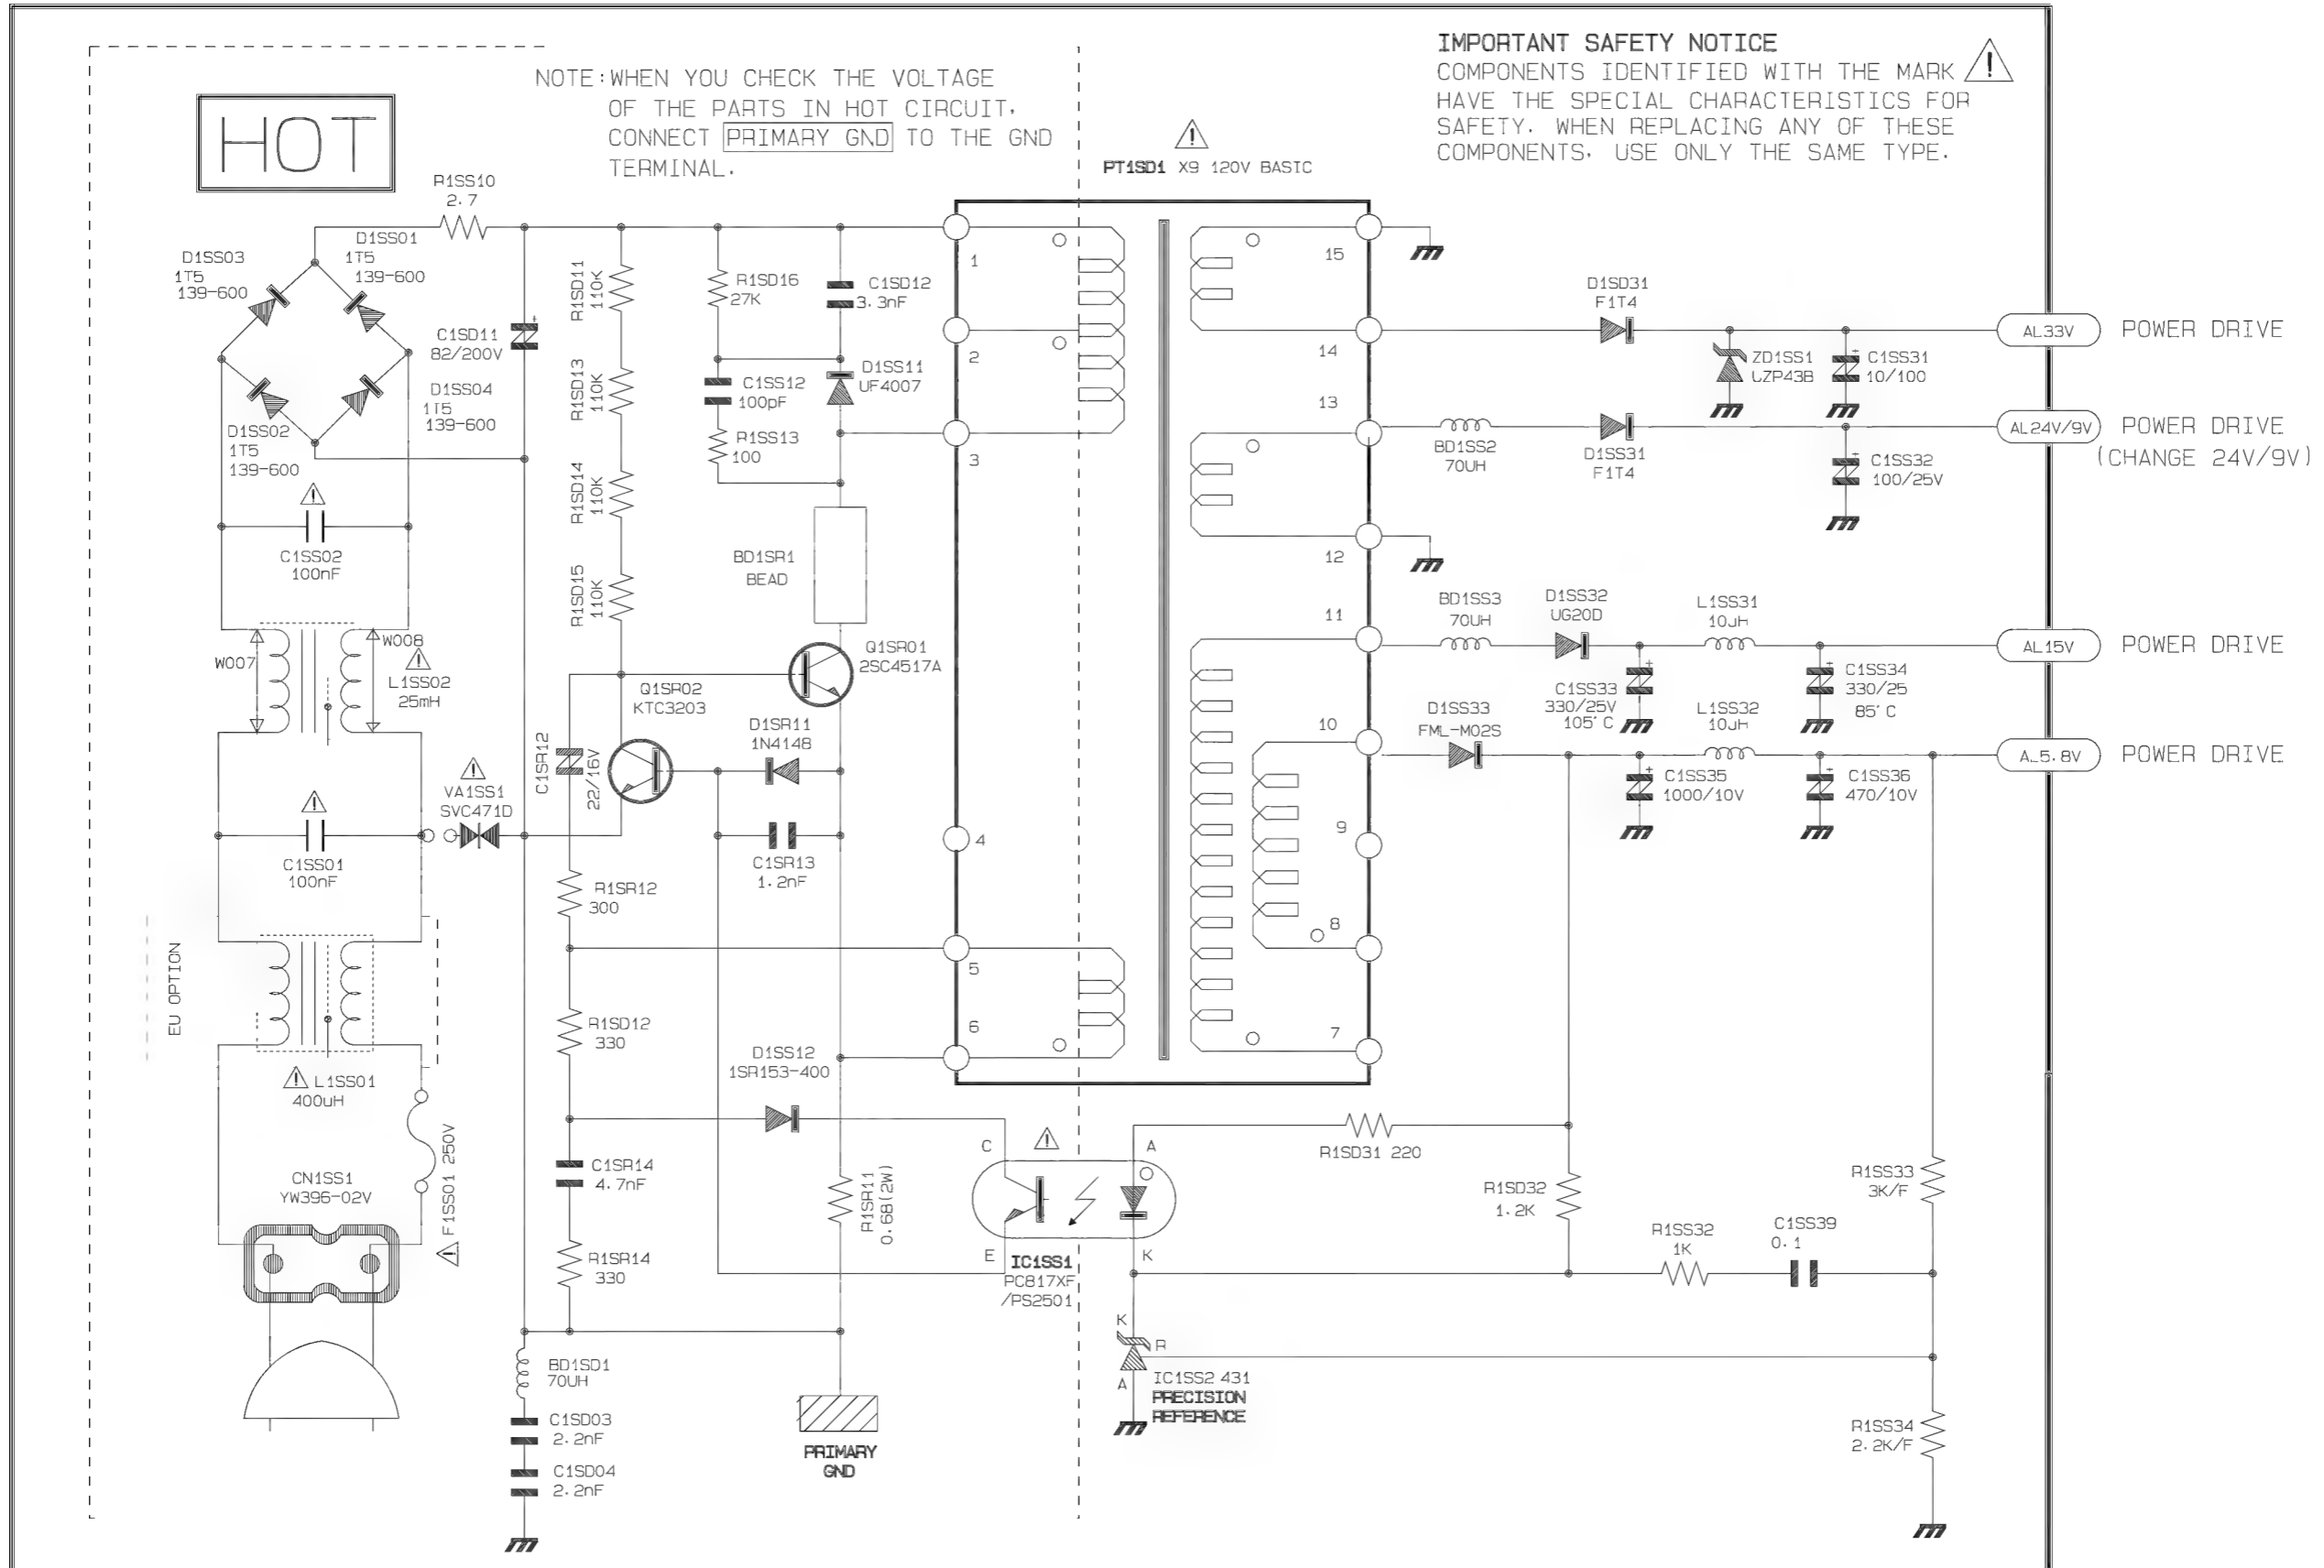 IMPORTANT SAFETY NOTICE
COMPONENTS IDENTIFIED WITH THE MARK
HAVE THE SPECIAL CHARACTERISTICS FOR
SAFETY. WHEN REPLACING ANY OF THESE
COMPONENTS, USE ONLY THE SAME TYPE.
NOTE:WHEN YOU CHECK THE VOLTAGE
OF THE PARTS IN HOT CIRCUIT,
CONNECT PRIMARY GND TO THE GND
TERMINAL.
HOT
PT1SD1 X9 120V BASIC
R1SS10
2.7
D1SS01
1T5
139-600
D1SS03
1T5
139-600
C1SD11
82/200V
D1SS04
1T5
139-600
D1SS02
1T5
139-600
C1SS02
100nF
W007
W008
L1SS02
25mH
VA1SS1
SVC471D
C1SS01
100nF
EU OPTION
L1SS01
400uH
F1SS01 250V
CN1SS1
YW396-02V
R1SD11
110K
R1SD13
110K
R1SD14
110K
R1SD15
110K
R1SD16
27K
C1SD12
3.3nF
C1SS12
100pF
D1SS11
UF4007
R1SS13
100
BD1SR1
BEAD
Q1SR01
2SC4517A
Q1SR02
KTC3203
D1SR11
1N4148
C1SR12
22/16V
C1SR13
1.2nF
R1SR12
300
R1SD12
330
D1SS12
1SR153-400
C1SR14
4.7nF
R1SR11
0.68(2W)
R1SR14
330
BD1SD1
70UH
C1SD03
2.2nF
C1SD04
2.2nF
PRIMARY
GND
1
2
3
4
5
6
15
14
13
12
11
10
9
8
7
D1SD31
F1T4
ZD1SS1
UZP43B
C1SS31
10/100
AL33V
POWER DRIVE
BD1SS2
70UH
D1SS31
F1T4
C1SS32
100/25V
AL24V/9V
POWER DRIVE
(CHANGE 24V/9V)
BD1SS3
70UH
D1SS32
UG20D
L1SS31
10uH
C1SS33
330/25V
105°C
C1SS34
330/25
85°C
AL15V
POWER DRIVE
D1SS33
FML-M02S
L1SS32
10uH
C1SS35
1000/10V
C1SS36
470/10V
AL5.8V
POWER DRIVE
C
A
E
K
IC1SS1
PC817XF
/PS2501
R1SD31 220
R1SD32
1.2K
R1SS32
1K
C1SS39
0.1
R1SS33
3K/F
K
R
A
IC1SS2 431
PRECISION
REFERENCE
R1SS34
2.2K/F